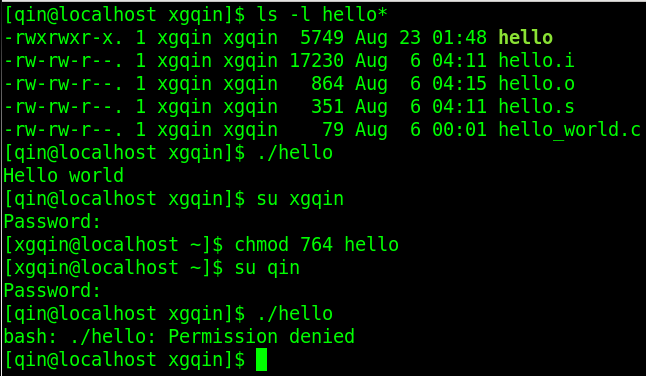 [qin@localhost xgqin]$ ls -l hello*
-rwxrwxr-x. 1 xgqin xgqin  5749 Aug 23 01:48 hello
-rw-rw-r--. 1 xgqin xgqin 17230 Aug  6 04:11 hello.i
-rw-rw-r--. 1 xgqin xgqin   864 Aug  6 04:15 hello.o
-rw-rw-r--. 1 xgqin xgqin   351 Aug  6 04:11 hello.s
-rw-rw-r--. 1 xgqin xgqin    79 Aug  6 00:01 hello_world.c
[qin@localhost xgqin]$ ./hello
Hello world
[qin@localhost xgqin]$ su xgqin
Password:
[xgqin@localhost ~]$ chmod 764 hello
[xgqin@localhost ~]$ su qin
Password:
[qin@localhost xgqin]$ ./hello
bash: ./hello: Permission denied
[qin@localhost xgqin]$